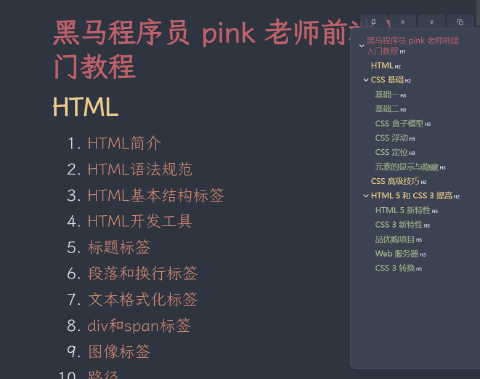 黑马程序员 pink 老师前
门教程
HTML
1. HTML简介
2. HTML语法规范
3. HTML基本结构标签
4. HTML开发工具
5. 标题标签
6. 段落和换行标签
7. 文本格式化标签
8. div和span标签
9. 图像标签
10. 路径
黑马程序员 pink 老师前端
入门教程 H1
HTML H2
CSS 基础 H2
基础一 H3
基础二 H3
CSS 盒子模型 H3
CSS 浮动 H3
CSS 定位 H3
元素的显示与隐藏 H3
CSS 高级技巧 H2
HTML 5 和 CSS 3 提高 H2
HTML 5 新特性 H3
CSS 3 新特性 H3
品优购项目 H3
Web 服务器 H3
CSS 3 转换 H3